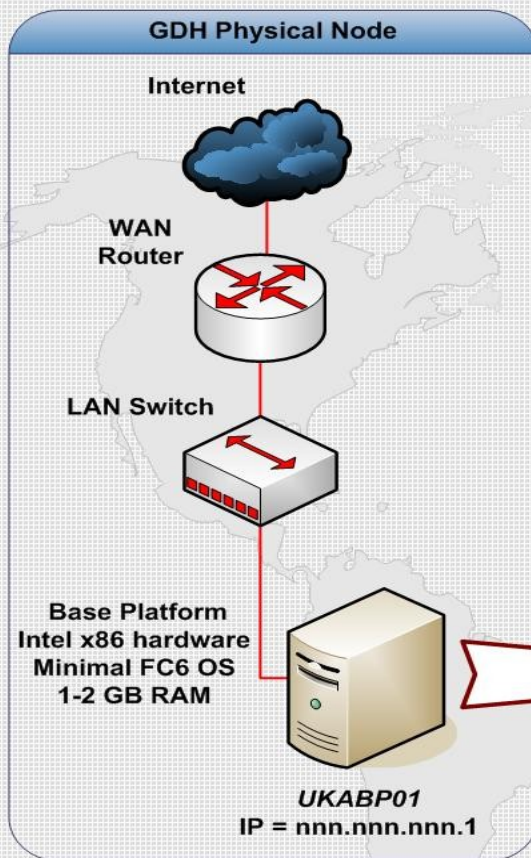 GDH Physical Node
Internet
WAN
Router
LAN Switch
Base Platform
Intel x86 hardware
Minimal FC6 OS
1-2 GB RAM
UKABP01
IP = nnn.nnn.nnn.1